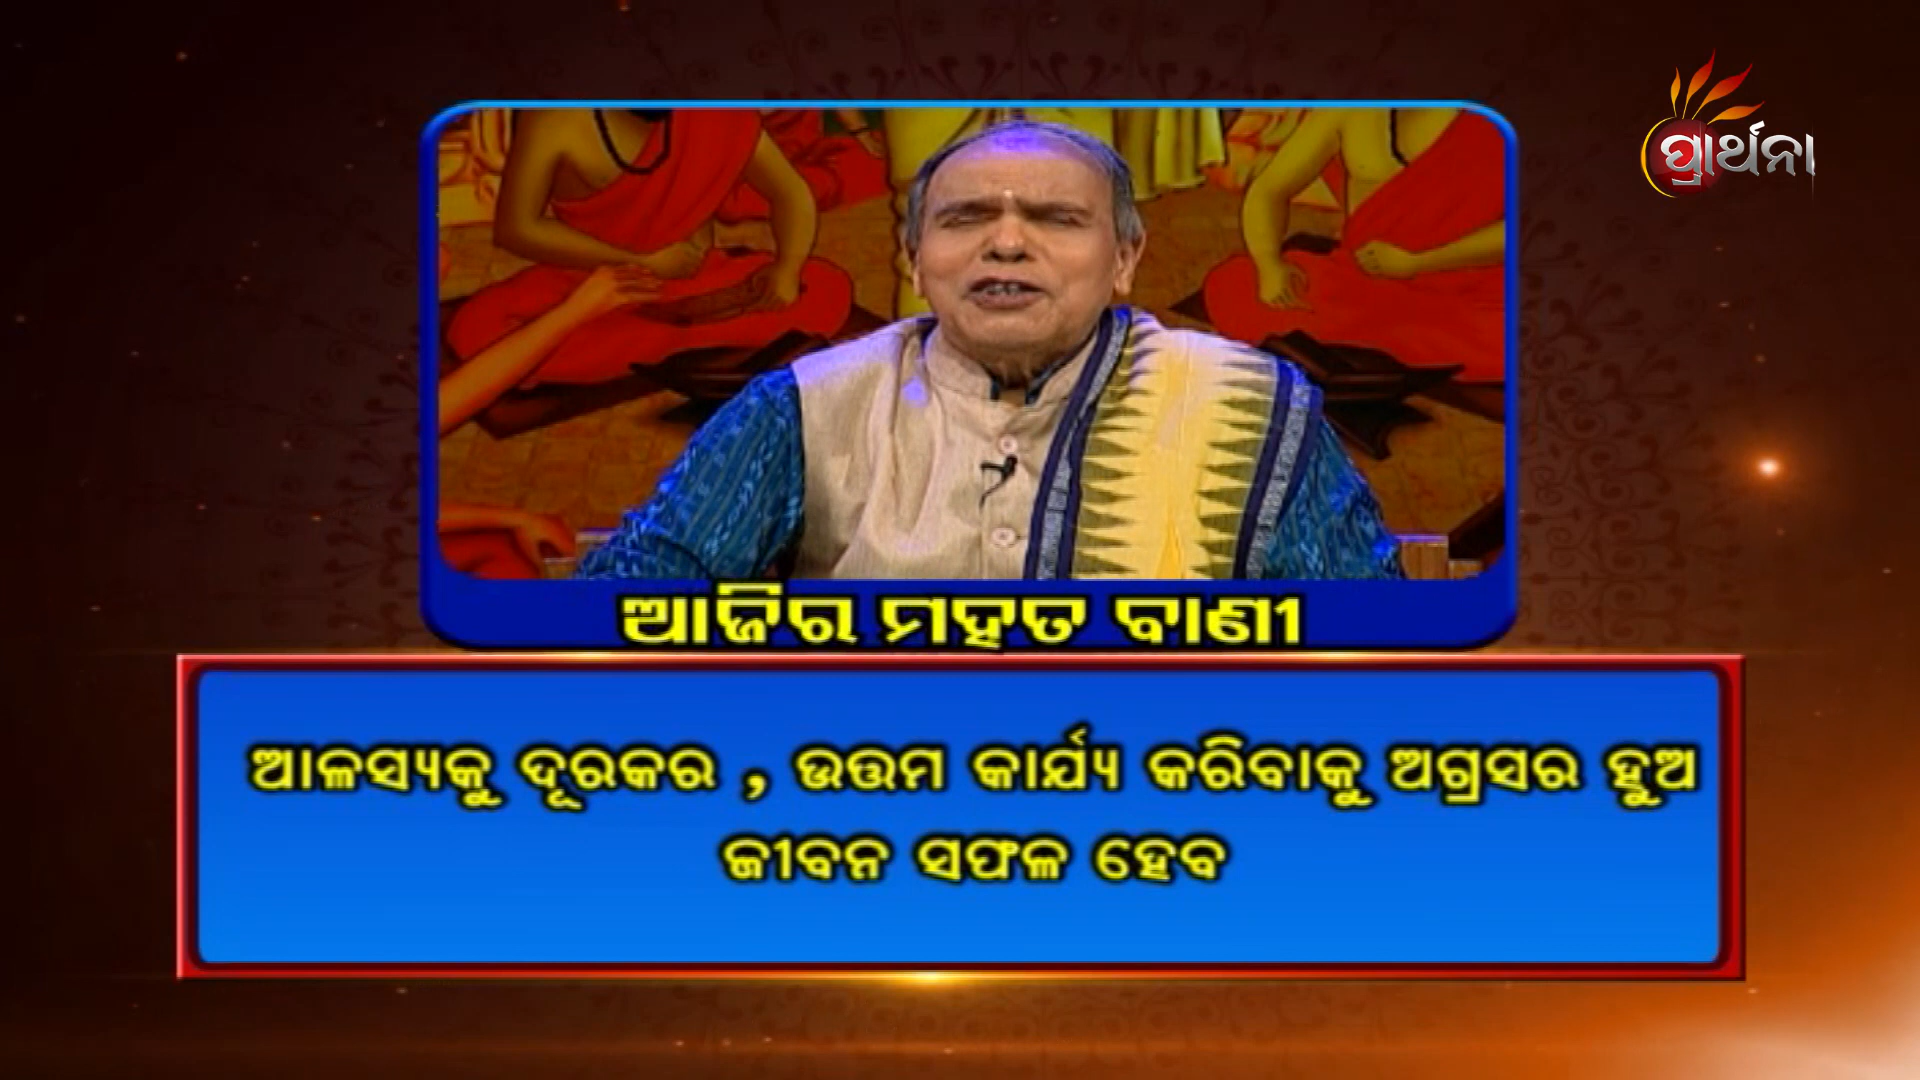 ପ୍ରାର୍ଥନା
ଆଜିର ମହତ ବାଣୀ
ଆଳସ୍ୟକୁ ଦୂରକର , ଉତ୍ତମ କାର୍ଯ୍ୟ କରିବାକୁ ଅଗ୍ରସର ହୁଅ
ଜୀବନ ସଫଳ ହେବ